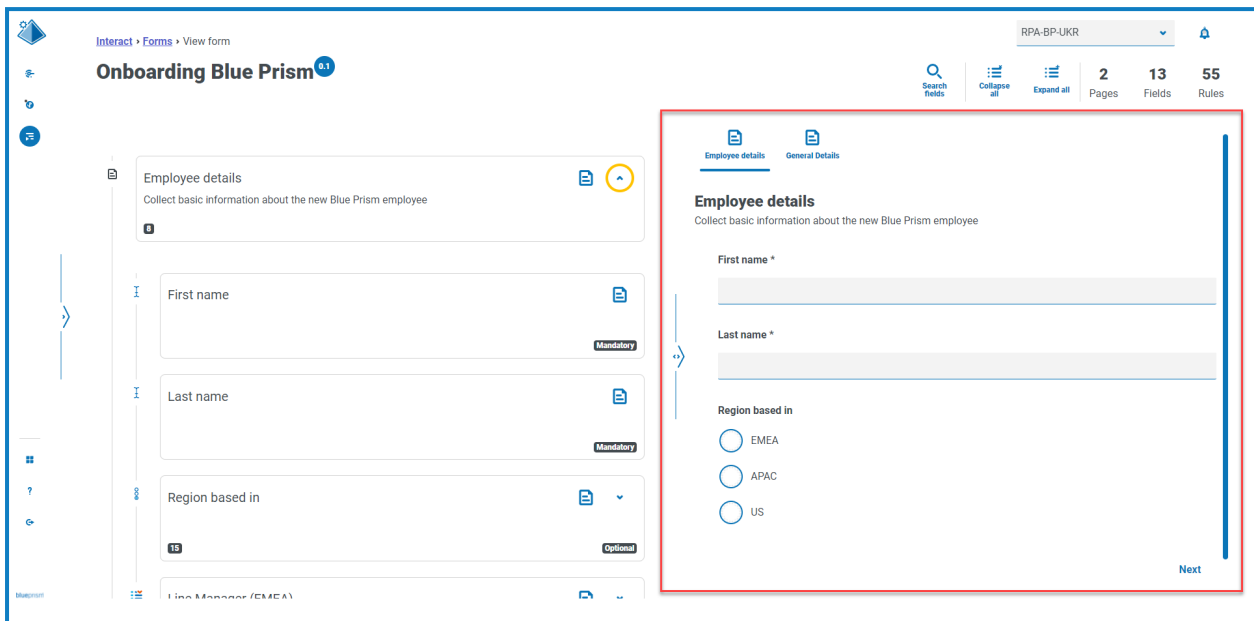 RPA-BP-UKR
Interact › Forms › View form
Onboarding Blue Prism 0.1
Search fields
Collapse all
Expand all
2 Pages
13 Fields
55 Rules
Employee details
Collect basic information about the new Blue Prism employee
8
First name
Mandatory
Last name
Mandatory
Region based in
15
Optional
Line Manager (EMEA)
Employee details
General Details
Employee details
Collect basic information about the new Blue Prism employee
First name *
Last name *
Region based in
EMEA
APAC
US
Next
?
blueprism